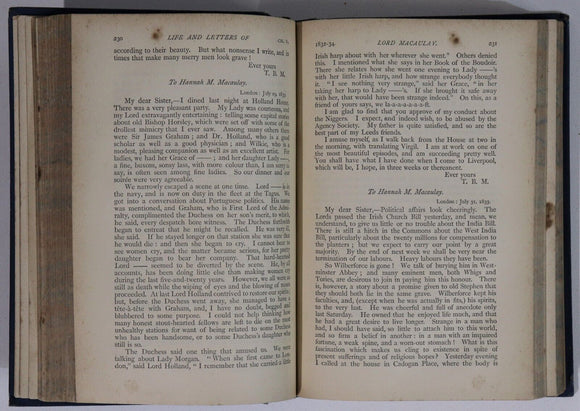 230
LIFE AND LETTERS OF
CH. V.
according to their beauty. But what nonsense I write, and in
times that make many merry men look grave!
Ever yours
T. B. M.
To Hannah M. Macaulay.
London: July 29, 1833.
My dear Sister,—I dined last night at Holland House.
There was a very pleasant party. My Lady was courteous, and
my Lord extravagantly entertaining: telling some capital stories
about old Bishop Horsley, which were set off with some of the
drollest mimicry that I ever saw. Among many others there
were Sir James Graham; and Dr. Holland, who is a good
scholar as well as a good physician; and Wilkie, who is a
modest, pleasing companion as well as an excellent artist. For
ladies, we had her Grace of ——; and her daughter Lady ——,
a fine, buxom, sonsy lass, with more colour than, I am sorry to
say, is often seen among fine ladies. So our dinner and our
soirée were very agreeable.
We narrowly escaped a scene at one time. Lord —— is in
the navy, and is now on duty in the fleet at the Tagus. We
got into a conversation about Portuguese politics. His name
was mentioned, and Graham, who is First Lord of the Admi-
ralty, complimented the Duchess on her son's merit, to which,
he said, every despatch bore witness. The Duchess forthwith
began to entreat that he might be recalled. He was very ill,
she said. If he stayed longer on that station she was sure that
he would die: and then she began to cry. I cannot bear to
see women cry, and the matter became serious, for her pretty
daughter began to bear her company. That hard-hearted
Lord —— seemed to be diverted by the scene. He, by all
accounts, has been doing little else than making women cry
during the last five-and-twenty years. However, we all were as
still as death while the wiping of eyes and the blowing of noses
proceeded. At last Lord Holland contrived to restore our spirits;
but, before the Duchess went away, she managed to have a
tête-à-tête with Graham, and, I have no doubt, begged and
blubbered to some purpose. I could not help thinking how
many honest stout-hearted fellows are left to die on the most
unhealthy stations for want of being related to some Duchess
who has been handsome, or to some Duchess's daughter who
still is so.
The Duchess said one thing that amused us. We were
talking about Lady Morgan. "When she first came to Lon-
don," said Lord Holland, "I remember that she carried a little
1832-34.
LORD MACAULAY.
231
Irish harp about with her wherever she went." Others denied
this. I mentioned what she says in her Book of the Boudoir.
There she relates how she went one evening to Lady ——'s
with her little Irish harp, and how strange everybody thought
it. "I see nothing very strange," said her Grace, "in her
taking her harp to Lady ——'s. If she brought it safe away
with her, that would have been strange indeed." On this, as a
friend of yours says, we la-a-a-a-a-a-a-ft.
I am glad to find that you approve of my conduct about
the Niggers. I expect, and indeed wish, to be abused by the
Agency Society. My father is quite satisfied, and so are the
best part of my Leeds friends.
I amuse myself, as I walk back from the House at two in
the morning, with translating Virgil. I am at work on one of
the most beautiful episodes, and am succeeding pretty well.
You shall have what I have done when I come to Liverpool,
which will be, I hope, in three weeks or thereabouts.
Ever yours
T. B. M.
To Hannah M. Macaulay.
London: July 31, 1833.
My dear Sister,—Political affairs look cheeringly. The
Lords passed the Irish Church Bill yesterday, and mean, we
understand, to give us little or no trouble about the India Bill.
There is still a hitch in the Commons about the West India
Bill, particularly about the twenty millions for compensation to
the planters; but we expect to carry our point by a great
majority. By the end of next week we shall be very near the
termination of our labours. Heavy labours they have been.
So Wilberforce is gone! We talk of burying him in West-
minster Abbey; and many eminent men, both Whigs and
Tories, are desirous to join in paying him this honour. There
is, however, a story about a promise given to old Stephen that
they should both lie in the same grave. Wilberforce kept his
faculties, and, (except when he was actually in fits,) his spirits,
to the very last. He was cheerful and full of anecdote only
last Saturday. He owned that he enjoyed life much, and that
he had a great desire to live longer. Strange in a man who
had, I should have said, so little to attach him to this world,
and so firm a belief in another: in a man with an impaired
fortune, a weak spine, and a worn-out stomach! What is this
fascination which makes us cling to existence in spite of
present sufferings and of religious hopes? Yesterday evening
I called at the house in Cadogan Place, where the body is